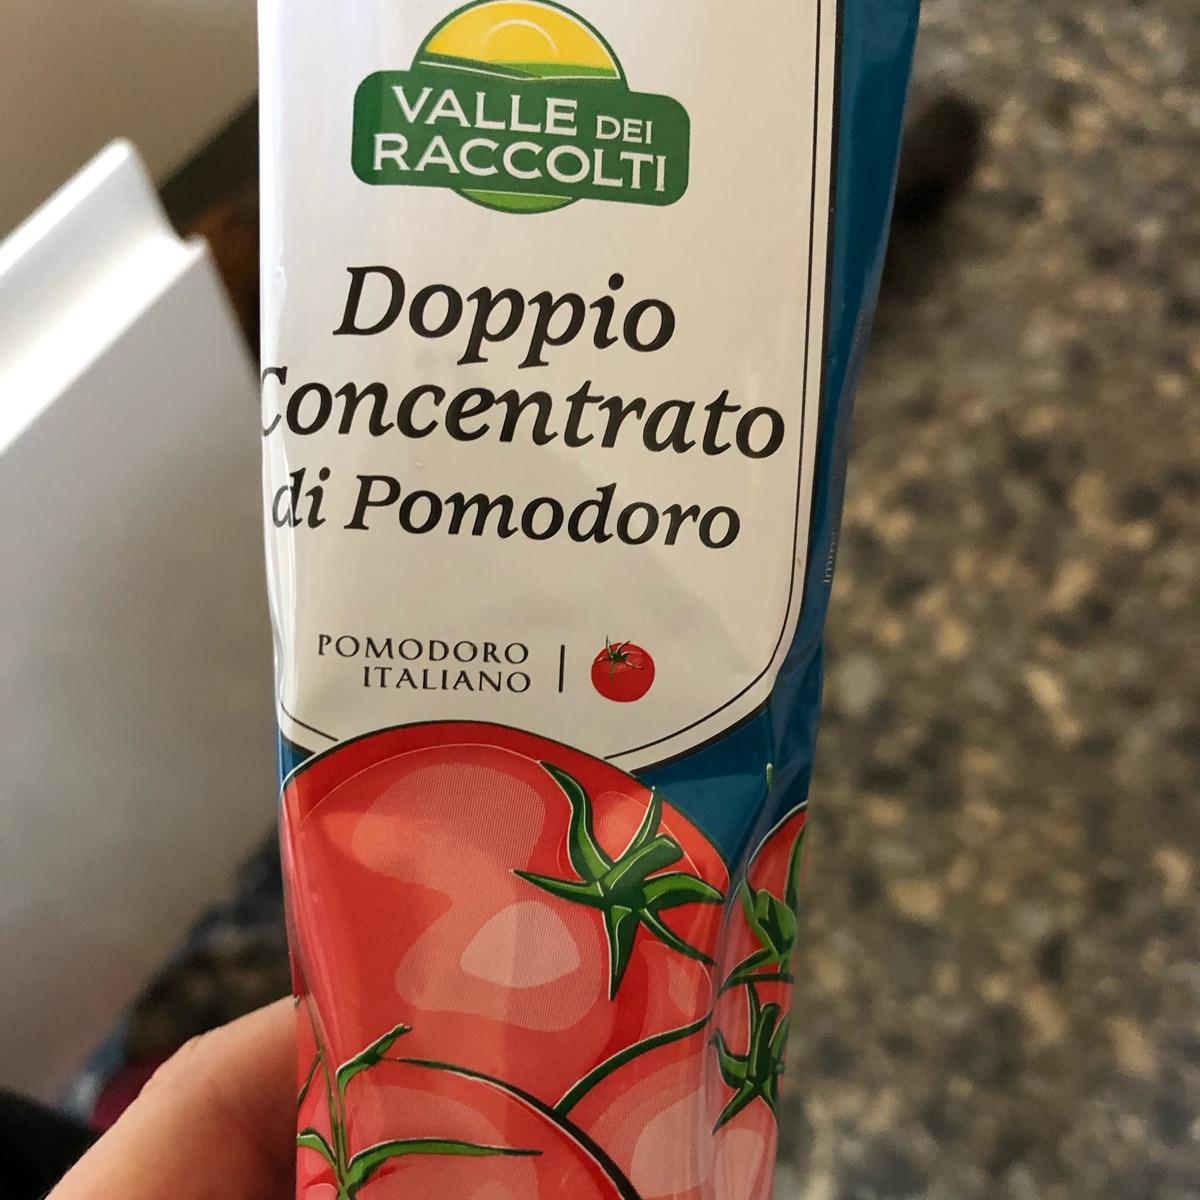 VALLE DEI
RACCOLTI
Doppio
Concentrato
di Pomodoro
POMODORO
ITALIANO